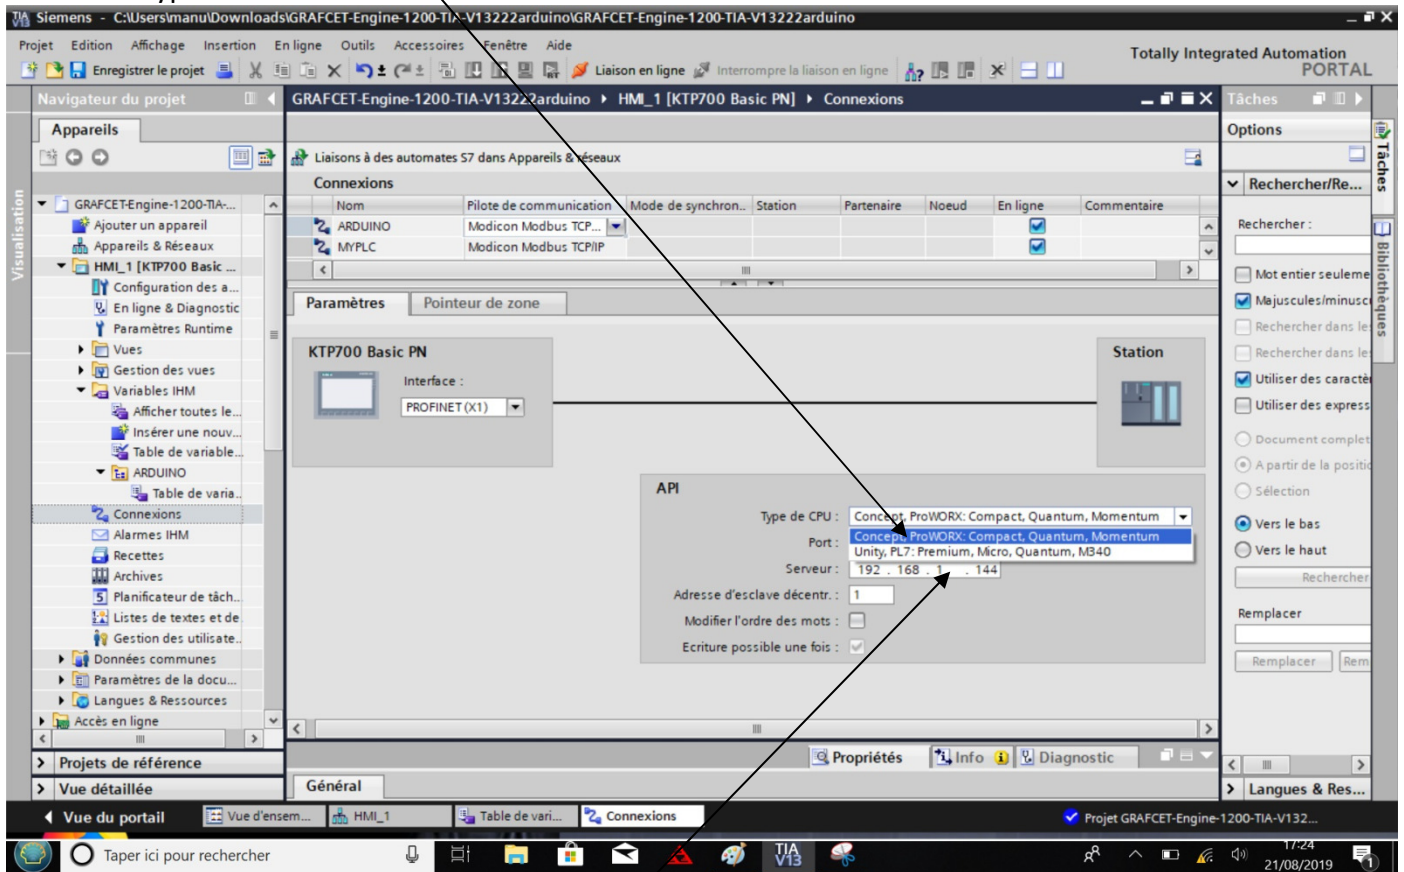 Siemens - C:\Users\manu\Downloads\GRAFCET-Engine-1200-TIA-V13222arduino\GRAFCET-Engine-1200-TIA-V13222arduino
Projet Edition Affichage Insertion En ligne Outils Accessoires Fenêtre Aide
Totally Integrated Automation
PORTAL
Enregistrer le projet
Liaison en ligne
Interrompre la liaison en ligne
Navigateur du projet
GRAFCET-Engine-1200-TIA-V13222arduino HMI_1 [KTP700 Basic PN] Connexions
Tâches
Appareils
Visualisation
GRAFCET-Engine-1200-TIA-...
Ajouter un appareil
Appareils & Réseaux
HMI_1 [KTP700 Basic ...
Configuration des a...
En ligne & Diagnostic
Paramètres Runtime
Vues
Gestion des vues
Variables IHM
Afficher toutes le...
Insérer une nouv...
Table de variable...
ARDUINO
Table de varia..
Connexions
Alarmes IHM
Recettes
Archives
Planificateur de tâch...
Listes de textes et de
Gestion des utilisate..
Données communes
Paramètres de la docu...
Langues & Ressources
Accès en ligne
Projets de référence
Vue détaillée
Liaisons à des automates S7 dans Appareils & réseaux
Connexions
Nom Pilote de communication Mode de synchron.. Station Partenaire Noeud En ligne Commentaire
ARDUINO Modicon Modbus TCP...
MYPLC Modicon Modbus TCP/IP
Paramètres Pointeur de zone
KTP700 Basic PN
Interface :
PROFINET (X1)
Station
API
Type de CPU : Concept, ProWORX: Compact, Quantum, Momentum
Concept, ProWORX: Compact, Quantum, Momentum
Port :
Unity, PL7: Premium, Micro, Quantum, M340
Serveur : 192 . 168 . 1 . 144
Adresse d'esclave décentr. : 1
Modifier l'ordre des mots :
Ecriture possible une fois :
Propriétés Info Diagnostic
Général
Options
Rechercher/Re...
Rechercher :
Mot entier seuleme
Majuscules/minusc
Rechercher dans les
Rechercher dans les
Utiliser des caractè
Utiliser des express
Document complet
A partir de la positio
Sélection
Vers le bas
Vers le haut
Rechercher
Remplacer
Remplacer Rem
Langues & Res...
Tâches
Bibliothèques
Vue du portail Vue d'ensem... HMI_1 Table de vari... Connexions
Projet GRAFCET-Engine-1200-TIA-V132...
Taper ici pour rechercher
TIA
V13
17:24
21/08/2019